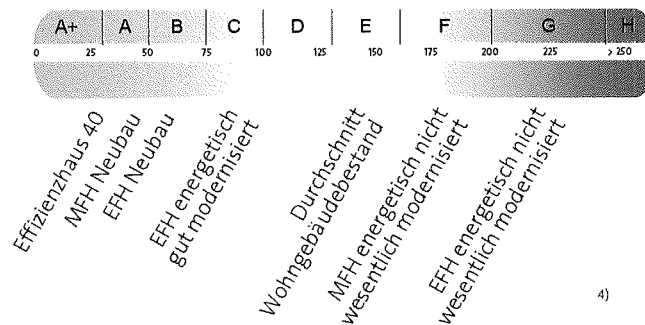 A+ A B C D E F G H
0 25 50 75 100 125 150 175 200 225 > 250
Effizienzhaus 40
MFH Neubau
EFH Neubau
EFH energetisch
gut modernisiert
Durchschnitt
Wohngebäudebestand
MFH energetisch nicht
wesentlich modernisiert
EFH energetisch nicht
wesentlich modernisiert
4)